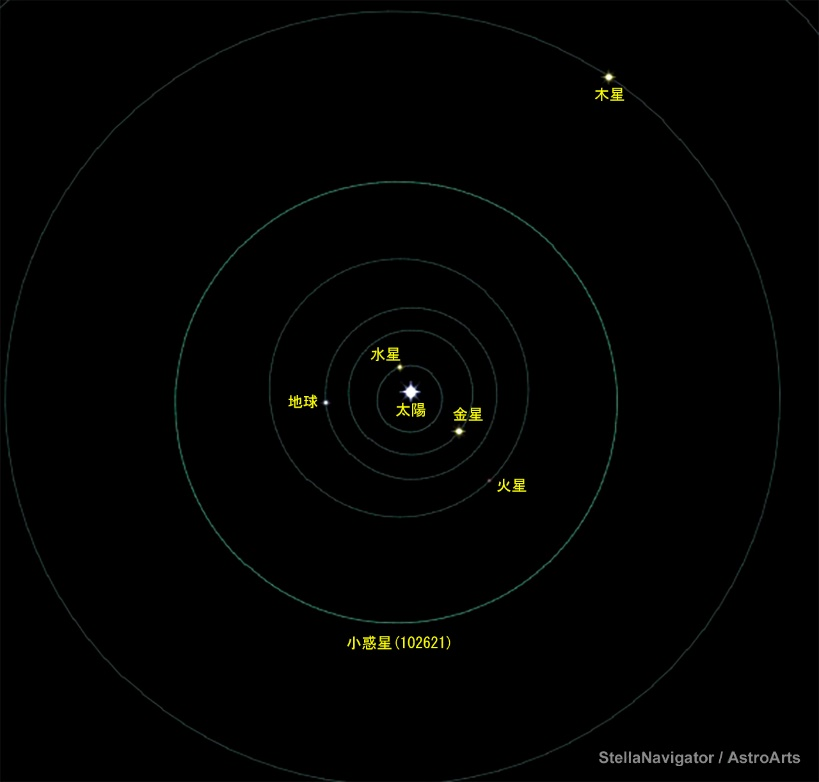 木星
水星
地球
太陽
金星
火星
小惑星(102621)
StellaNavigator / AstroArts